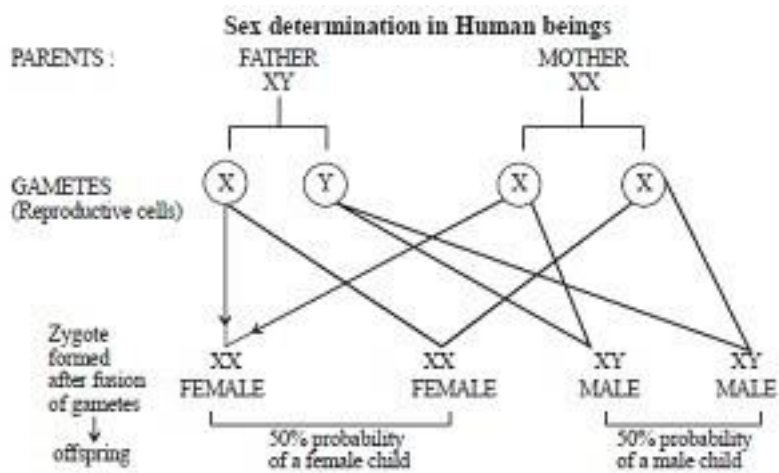 Sex determination in Human beings
PARENTS : FATHER MOTHER
XY XX
GAMETES
(Reproductive cells)
X Y X X
Zygote
formed
after fusion
of gametes
offspring
XX XX XY XY
FEMALE FEMALE MALE MALE
50% probability
of a female child
50% probability
of a male child